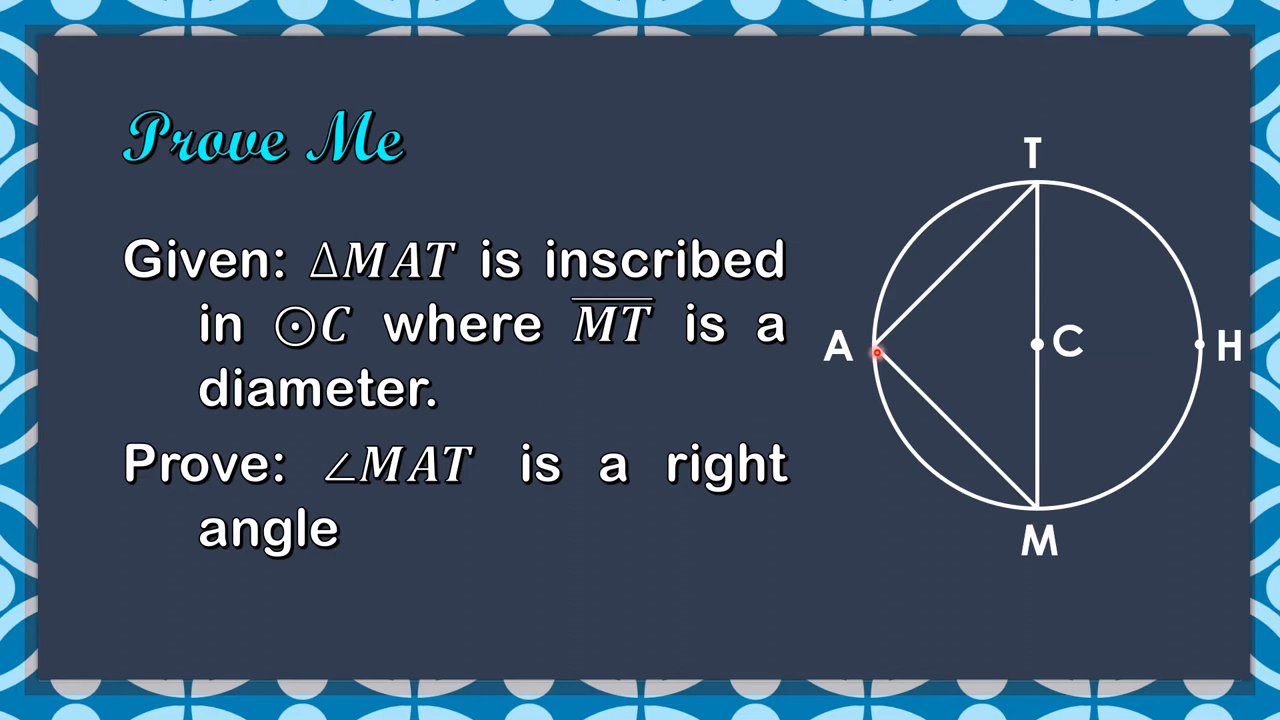 Prove Me
Given: ΔMAT is inscribed
in ⊙C where M̅T̅ is a
diameter.
Prove: ∠MAT is a right
angle
T
A
C
H
M